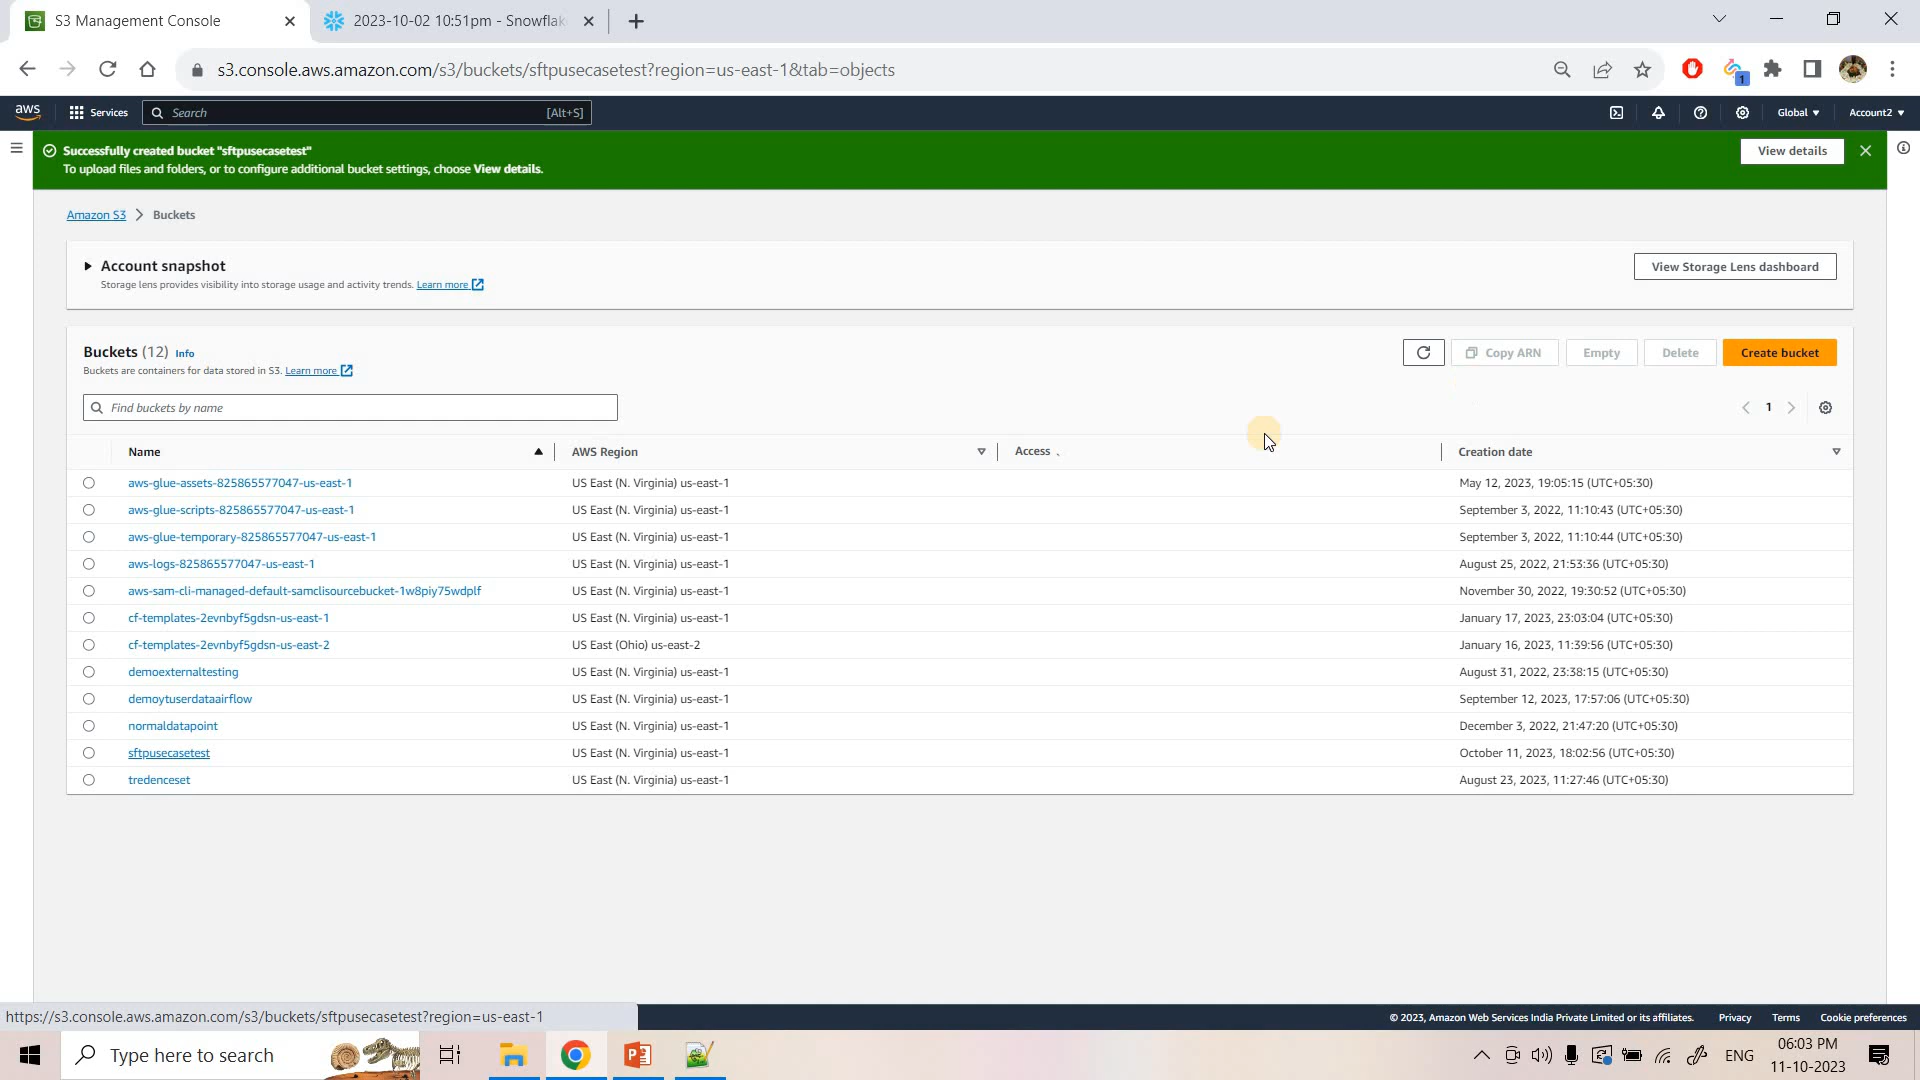 S3 Management Console
2023-10-02 10:51pm - Snowflak
s3.console.aws.amazon.com/s3/buckets/sftpusecasetest?region=us-east-1&tab=objects
1
aws
Services
Search
[Alt+S]
Global
Account2
Successfully created bucket "sftpusecasetest"
To upload files and folders, or to configure additional bucket settings, choose View details.
View details
Amazon S3 > Buckets
Account snapshot
Storage lens provides visibility into storage usage and activity trends. Learn more
View Storage Lens dashboard
Buckets (12) Info
Buckets are containers for data stored in S3. Learn more
Copy ARN
Empty
Delete
Create bucket
Find buckets by name
1
Name AWS Region Access Creation date
aws-glue-assets-825865577047-us-east-1 US East (N. Virginia) us-east-1 May 12, 2023, 19:05:15 (UTC+05:30)
aws-glue-scripts-825865577047-us-east-1 US East (N. Virginia) us-east-1 September 3, 2022, 11:10:43 (UTC+05:30)
aws-glue-temporary-825865577047-us-east-1 US East (N. Virginia) us-east-1 September 3, 2022, 11:10:44 (UTC+05:30)
aws-logs-825865577047-us-east-1 US East (N. Virginia) us-east-1 August 25, 2022, 21:53:36 (UTC+05:30)
aws-sam-cli-managed-default-samclisourcebucket-1w8piy75wdplf US East (N. Virginia) us-east-1 November 30, 2022, 19:30:52 (UTC+05:30)
cf-templates-2evnbyf5gdsn-us-east-1 US East (N. Virginia) us-east-1 January 17, 2023, 23:03:04 (UTC+05:30)
cf-templates-2evnbyf5gdsn-us-east-2 US East (Ohio) us-east-2 January 16, 2023, 11:39:56 (UTC+05:30)
demoexternaltesting US East (N. Virginia) us-east-1 August 31, 2022, 23:38:15 (UTC+05:30)
demoytuserdataairflow US East (N. Virginia) us-east-1 September 12, 2023, 17:57:06 (UTC+05:30)
normaldatapoint US East (N. Virginia) us-east-1 December 3, 2022, 21:47:20 (UTC+05:30)
sftpusecasetest US East (N. Virginia) us-east-1 October 11, 2023, 18:02:56 (UTC+05:30)
tredenceset US East (N. Virginia) us-east-1 August 23, 2023, 11:27:46 (UTC+05:30)
https://s3.console.aws.amazon.com/s3/buckets/sftpusecasetest?region=us-east-1
© 2023, Amazon Web Services India Private Limited or its affiliates. Privacy Terms Cookie preferences
Type here to search
ENG
06:03 PM
11-10-2023